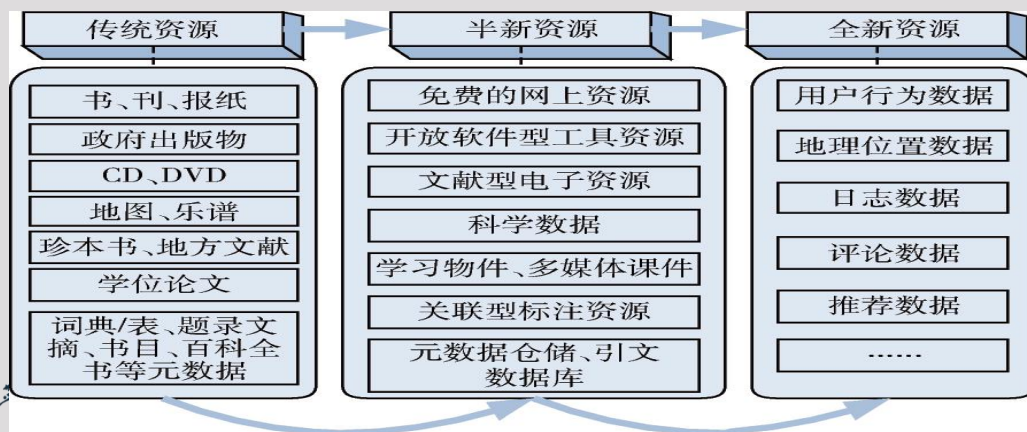 传统资源
半新资源
全新资源
书、刊、报纸
政府出版物
CD、DVD
地图、乐谱
珍本书、地方文献
学位论文
词典/表、题录文
摘、书目、百科全
书等元数据
免费的网上资源
开放软件型工具资源
文献型电子资源
科学数据
学习物件、多媒体课件
关联型标注资源
元数据仓储、引文
数据库
用户行为数据
地理位置数据
日志数据
评论数据
推荐数据
……